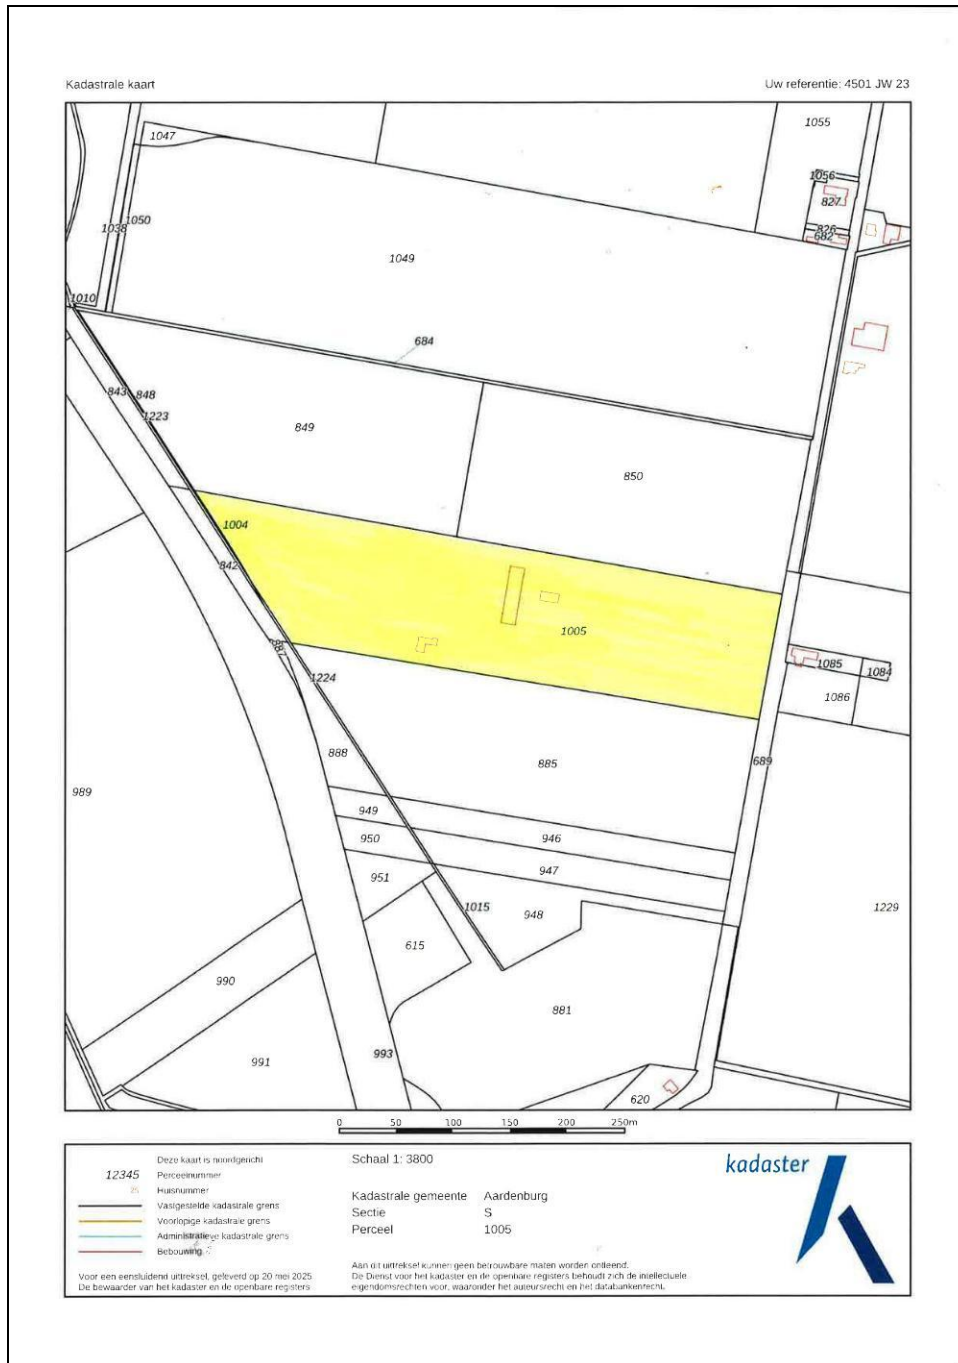 Kadastrale kaart
Uw referentie: 4501 JW 23
1047
1055
1056
827
826
682
1038
1050
1049
1010
684
843
848
1223
849
850
1004
842
1005
887
1224
1085
1084
1086
888
885
689
989
949
946
950
947
951
1015
948
1229
615
990
881
991
993
620
0 50 100 150 200 250m
Deze kaart is noordgericht
12345 Perceelnummer
25 Huisnummer
Vastgestelde kadastrale grens
Voorlopige kadastrale grens
Administratieve kadastrale grens
Bebouwing
Voor een eensluidend uittreksel, geleverd op 20 mei 2025
De bewaarder van het kadaster en de openbare registers
Schaal 1: 3800
Kadastrale gemeente Aardenburg
Sectie S
Perceel 1005
Aan dit uittreksel kunnen geen betrouwbare maten worden ontleend.
De Dienst voor het kadaster en de openbare registers behoudt zich de intellectuele
eigendomsrechten voor, waaronder het auteursrecht en het databankenrecht.
kadaster